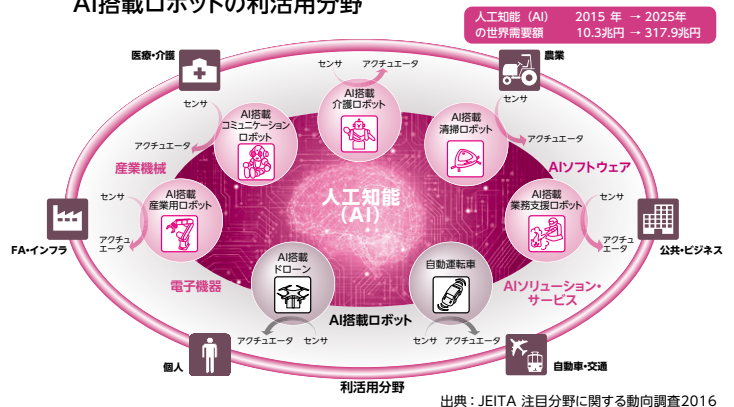 AI搭載ロボットの利活用分野
人工知能（AI） 2015 年 → 2025年
の世界需要額 10.3兆円 → 317.9兆円
医療・介護
農業
センサ アクチュエータ
センサ
アクチュエータ
センサ
アクチュエータ
AI搭載
介護ロボット
AI搭載
コミュニケーション
ロボット
AI搭載
清掃ロボット
産業機械
AIソフトウェア
人工知能
（AI）
センサ
アクチュ
エータ
AI搭載
産業用ロボット
AI搭載
業務支援ロボット
センサ
アクチュ
エータ
FA・インフラ
公共・ビジネス
電子機器
AI搭載
ドローン
自動運転車
AIソリューション・
サービス
AI搭載ロボット
アクチュエータ センサ
センサ アクチュエータ
個人
自動車・交通
利活用分野
出典：JEITA 注目分野に関する動向調査2016